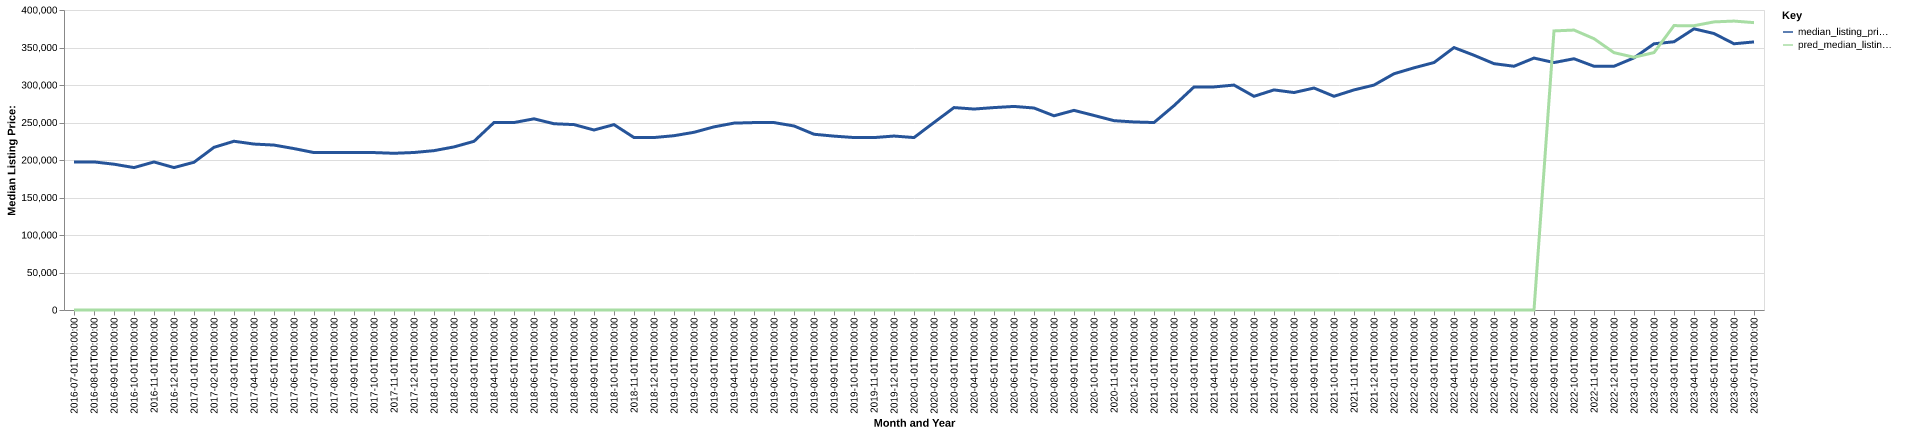 400,000
350,000
300,000
250,000
200,000
150,000
100,000
50,000
0
Median Listing Price:
2016-07-01T00:00:00
2016-08-01T00:00:00
2016-09-01T00:00:00
2016-10-01T00:00:00
2016-11-01T00:00:00
2016-12-01T00:00:00
2017-01-01T00:00:00
2017-02-01T00:00:00
2017-03-01T00:00:00
2017-04-01T00:00:00
2017-05-01T00:00:00
2017-06-01T00:00:00
2017-07-01T00:00:00
2017-08-01T00:00:00
2017-09-01T00:00:00
2017-10-01T00:00:00
2017-11-01T00:00:00
2017-12-01T00:00:00
2018-01-01T00:00:00
2018-02-01T00:00:00
2018-03-01T00:00:00
2018-04-01T00:00:00
2018-05-01T00:00:00
2018-06-01T00:00:00
2018-07-01T00:00:00
2018-08-01T00:00:00
2018-09-01T00:00:00
2018-10-01T00:00:00
2018-11-01T00:00:00
2018-12-01T00:00:00
2019-01-01T00:00:00
2019-02-01T00:00:00
2019-03-01T00:00:00
2019-04-01T00:00:00
2019-05-01T00:00:00
2019-06-01T00:00:00
2019-07-01T00:00:00
2019-08-01T00:00:00
2019-09-01T00:00:00
2019-10-01T00:00:00
2019-11-01T00:00:00
2019-12-01T00:00:00
2020-01-01T00:00:00
2020-02-01T00:00:00
2020-03-01T00:00:00
2020-04-01T00:00:00
2020-05-01T00:00:00
2020-06-01T00:00:00
2020-07-01T00:00:00
2020-08-01T00:00:00
2020-09-01T00:00:00
2020-10-01T00:00:00
2020-11-01T00:00:00
2020-12-01T00:00:00
2021-01-01T00:00:00
2021-02-01T00:00:00
2021-03-01T00:00:00
2021-04-01T00:00:00
2021-05-01T00:00:00
2021-06-01T00:00:00
2021-07-01T00:00:00
2021-08-01T00:00:00
2021-09-01T00:00:00
2021-10-01T00:00:00
2021-11-01T00:00:00
2021-12-01T00:00:00
2022-01-01T00:00:00
2022-02-01T00:00:00
2022-03-01T00:00:00
2022-04-01T00:00:00
2022-05-01T00:00:00
2022-06-01T00:00:00
2022-07-01T00:00:00
2022-08-01T00:00:00
2022-09-01T00:00:00
2022-10-01T00:00:00
2022-11-01T00:00:00
2022-12-01T00:00:00
2023-01-01T00:00:00
2023-02-01T00:00:00
2023-03-01T00:00:00
2023-04-01T00:00:00
2023-05-01T00:00:00
2023-06-01T00:00:00
2023-07-01T00:00:00
Month and Year
Key
median_listing_pri…
pred_median_listin…